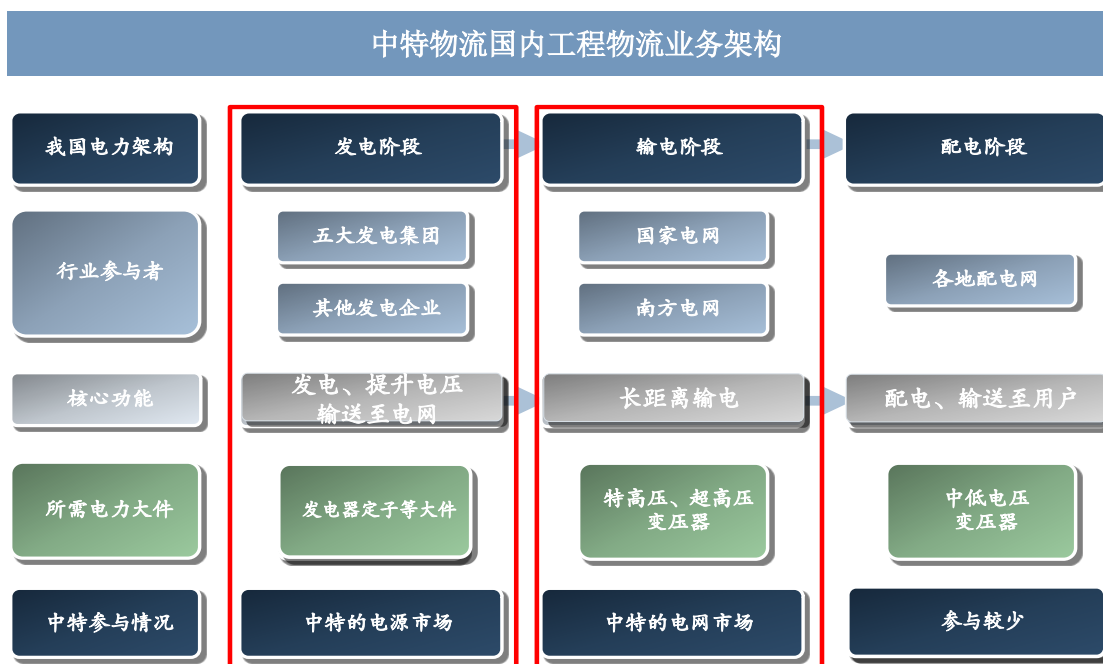 中特物流国内工程物流业务架构
我国电力架构
发电阶段
输电阶段
配电阶段
行业参与者
五大发电集团
其他发电企业
国家电网
南方电网
各地配电网
核心功能
发电、提升电压
输送至电网
长距离输电
配电、输送至用户
所需电力大件
发电器定子等大件
特高压、超高压
变压器
中低电压
变压器
中特参与情况
中特的电源市场
中特的电网市场
参与较少